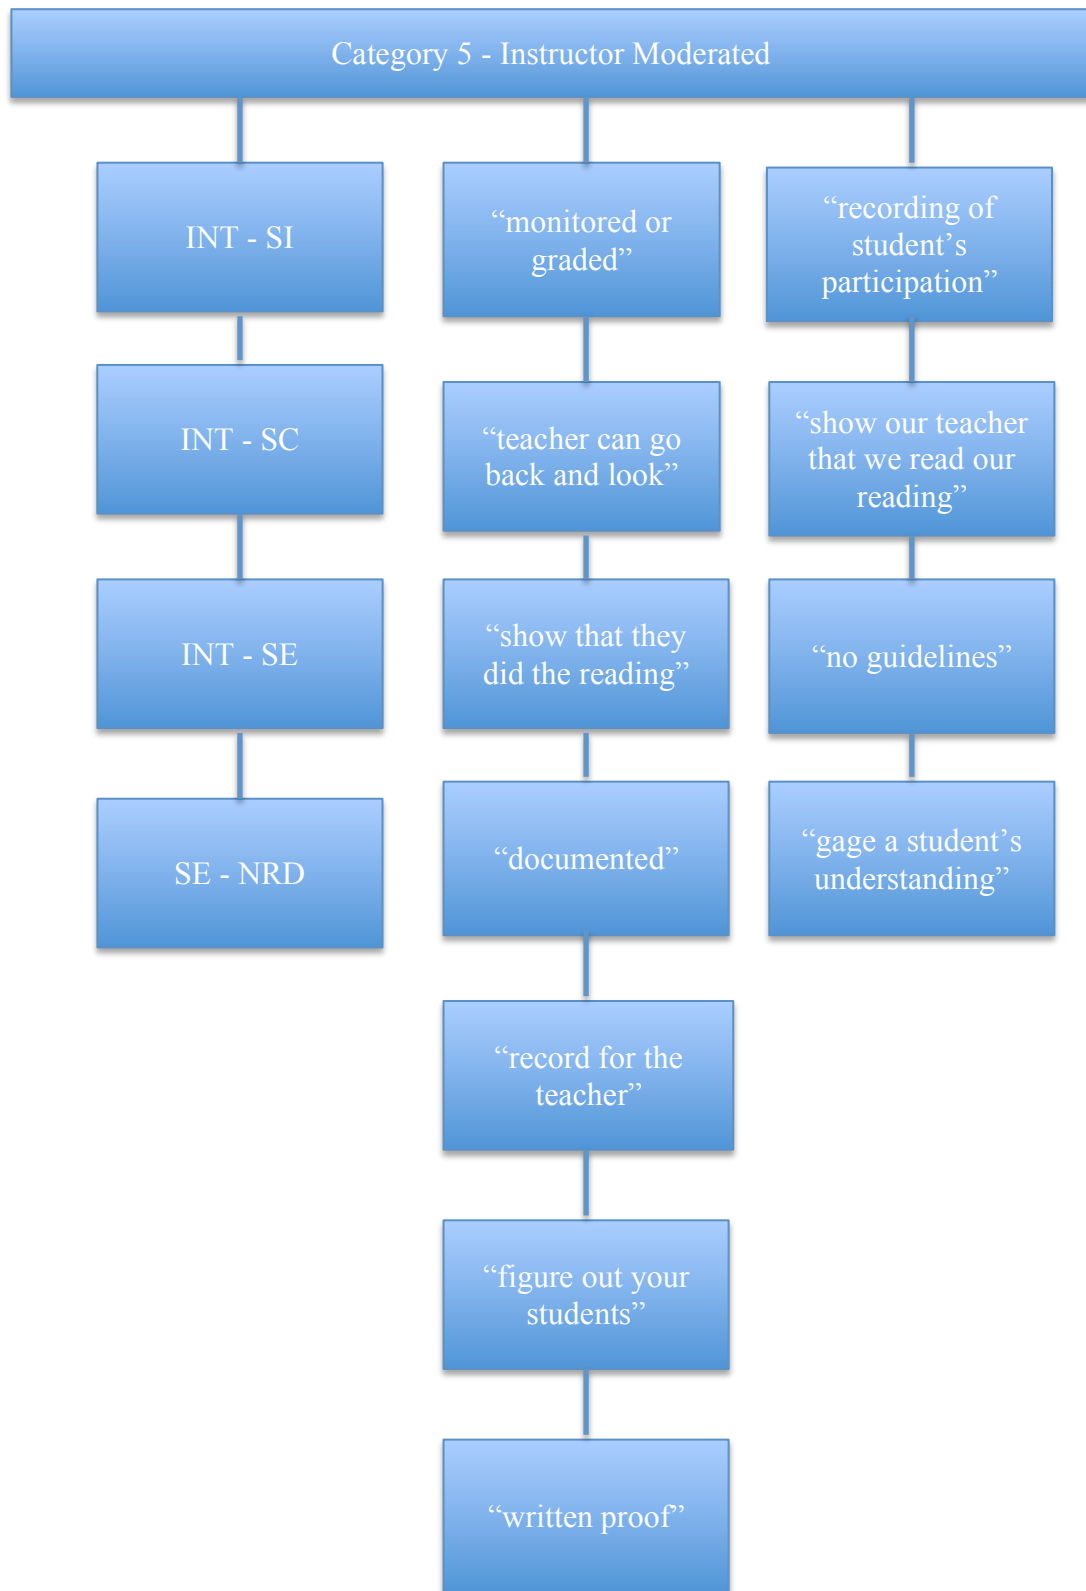 Category 5 - Instructor Moderated
INT - SI
INT - SC
INT - SE
SE - NRD
“monitored or
graded”
“teacher can go
back and look”
“show that they
did the reading”
“documented”
“record for the
teacher”
“figure out your
students”
“written proof”
“recording of
student’s
participation”
“show our teacher
that we read our
reading”
“no guidelines”
“gage a student’s
understanding”